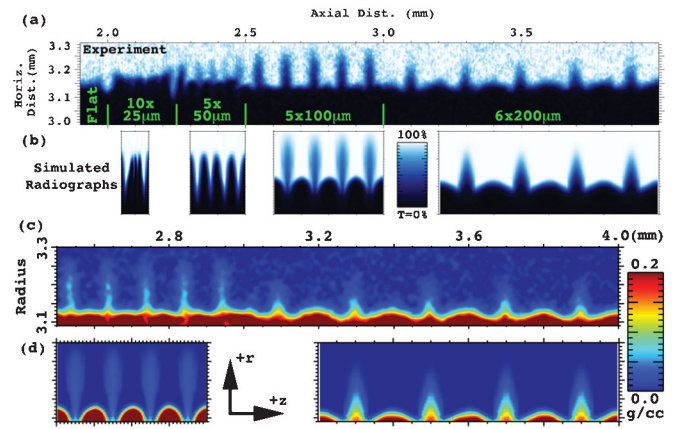 Axial Dist. (mm)
(a)
2.0 2.5 3.0 3.5
3.3
3.2
3.1
3.0
Horiz.
Dist.(mm)
Experiment
Flat
10x
25μm
5x
50μm
5x100μm
6x200μm
(b)
Simulated
Radiographs
100%
T=0%
(c)
2.8 3.2 3.6 4.0(mm)
3.3
3.1
Radius
0.2
0.0
g/cc
(d)
+r
+z